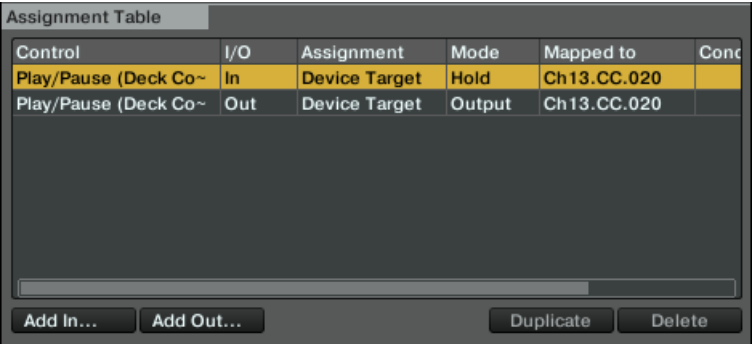 Assignment Table
Control I/O Assignment Mode Mapped to Cond
Play/Pause (Deck Co~ In Device Target Hold Ch13.CC.020
Play/Pause (Deck Co~ Out Device Target Output Ch13.CC.020
Add In... Add Out... Duplicate Delete